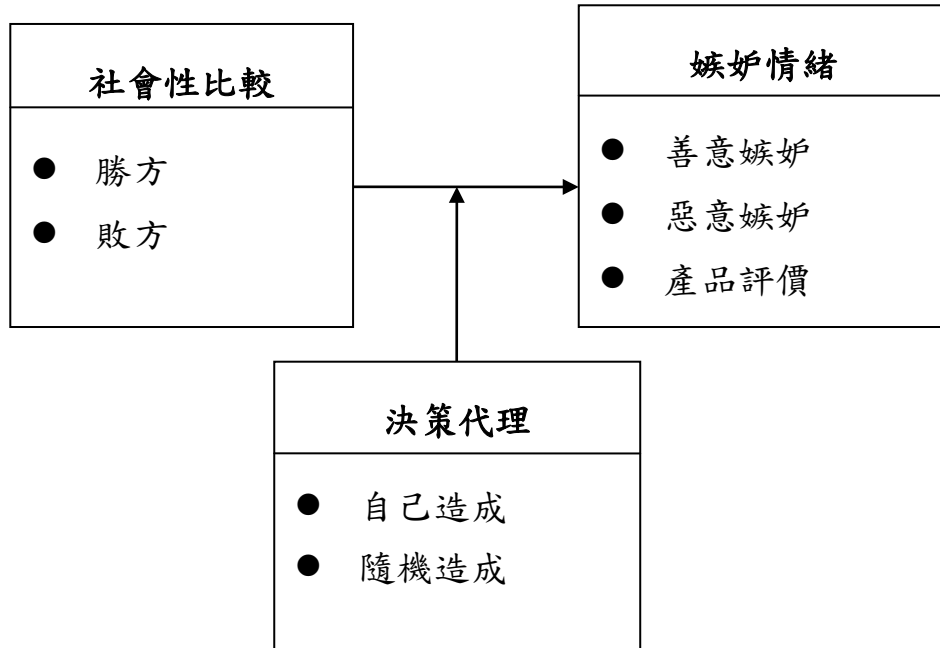 社會性比較
● 勝方
● 敗方
嫉妒情緒
● 善意嫉妒
● 惡意嫉妒
● 產品評價
決策代理
● 自己造成
● 隨機造成